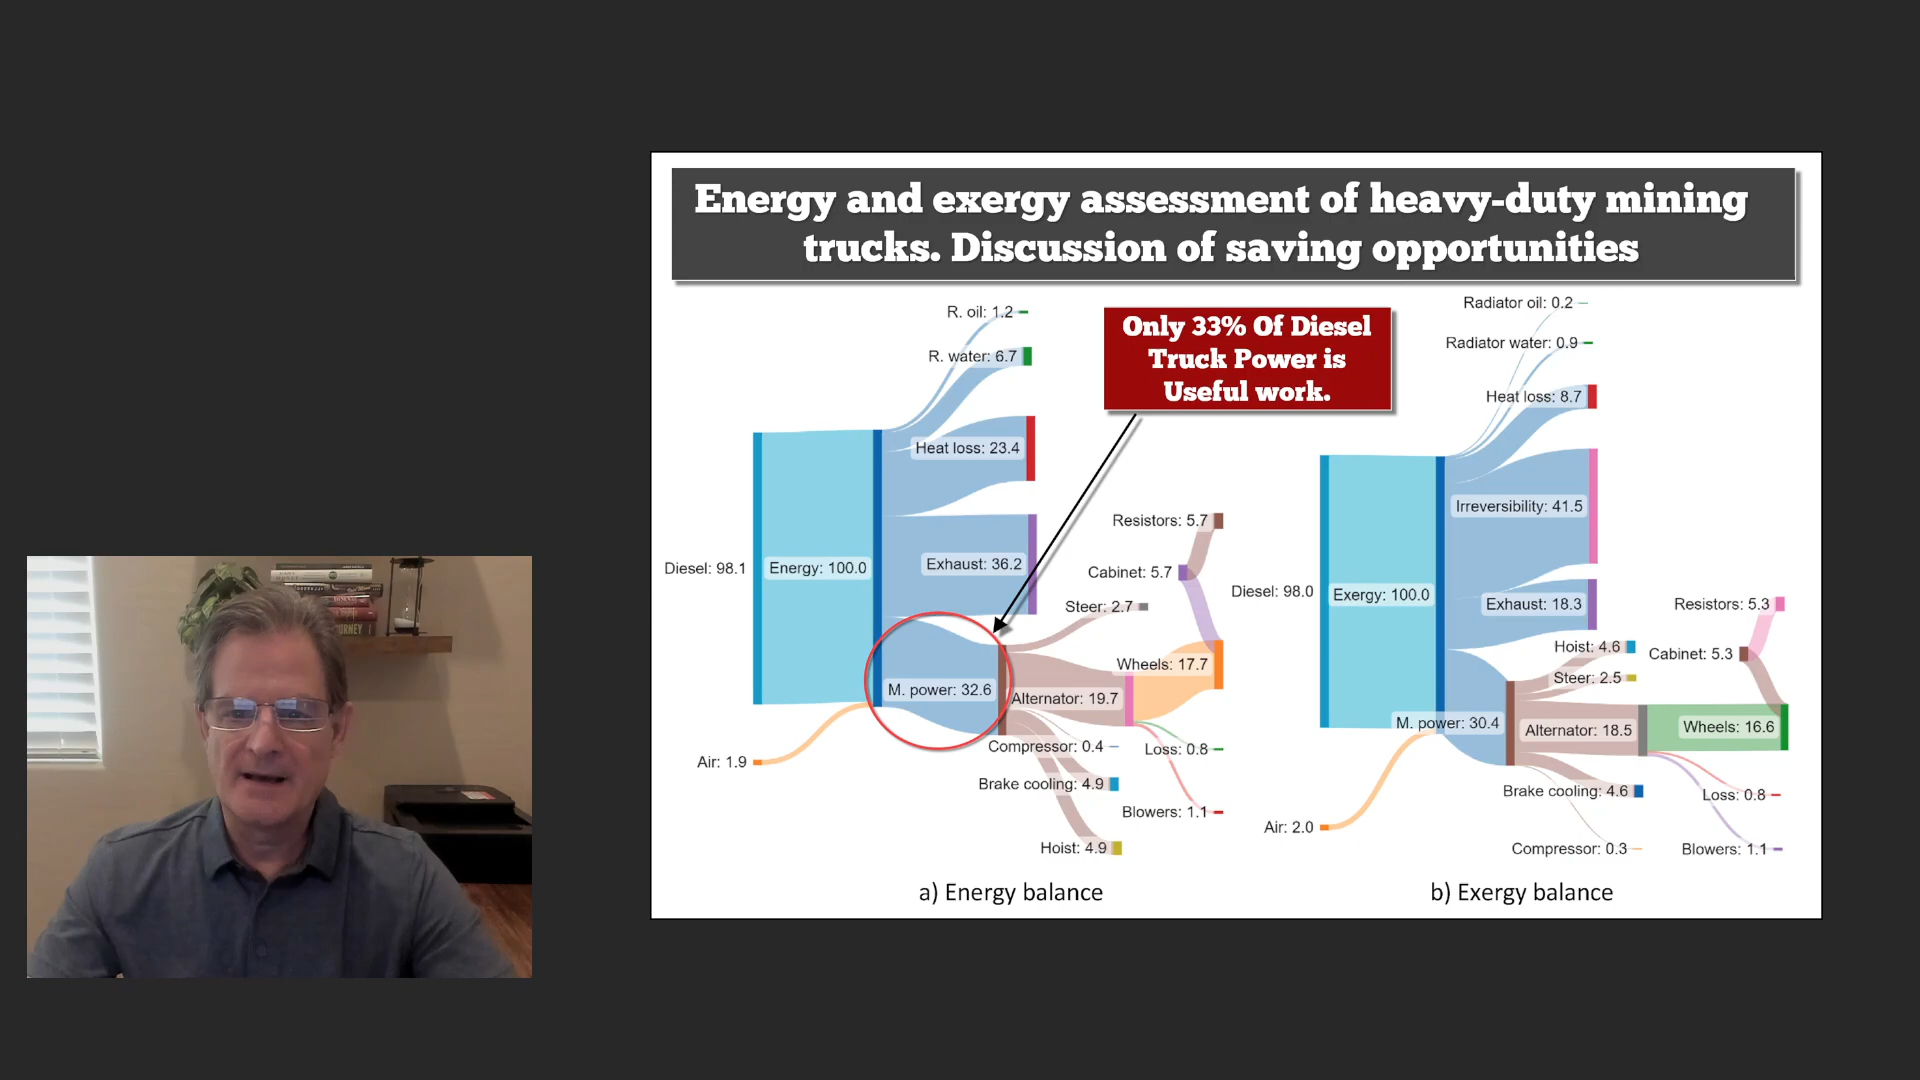 Energy and exergy assessment of heavy-duty mining
trucks. Discussion of saving opportunities
Only 33% Of Diesel
Truck Power is
Useful work.
R. oil: 1.2
R. water: 6.7
Heat loss: 23.4
Exhaust: 36.2
Diesel: 98.1
Energy: 100.0
M. power: 32.6
Air: 1.9
Resistors: 5.7
Cabinet: 5.7
Steer: 2.7
Wheels: 17.7
Alternator: 19.7
Compressor: 0.4
Loss: 0.8
Brake cooling: 4.9
Blowers: 1.1
Hoist: 4.9
a) Energy balance
Radiator oil: 0.2
Radiator water: 0.9
Heat loss: 8.7
Irreversibility: 41.5
Exhaust: 18.3
Diesel: 98.0
Exergy: 100.0
Resistors: 5.3
Hoist: 4.6
Cabinet: 5.3
Steer: 2.5
M. power: 30.4
Alternator: 18.5
Wheels: 16.6
Brake cooling: 4.6
Loss: 0.8
Air: 2.0
Compressor: 0.3
Blowers: 1.1
b) Exergy balance